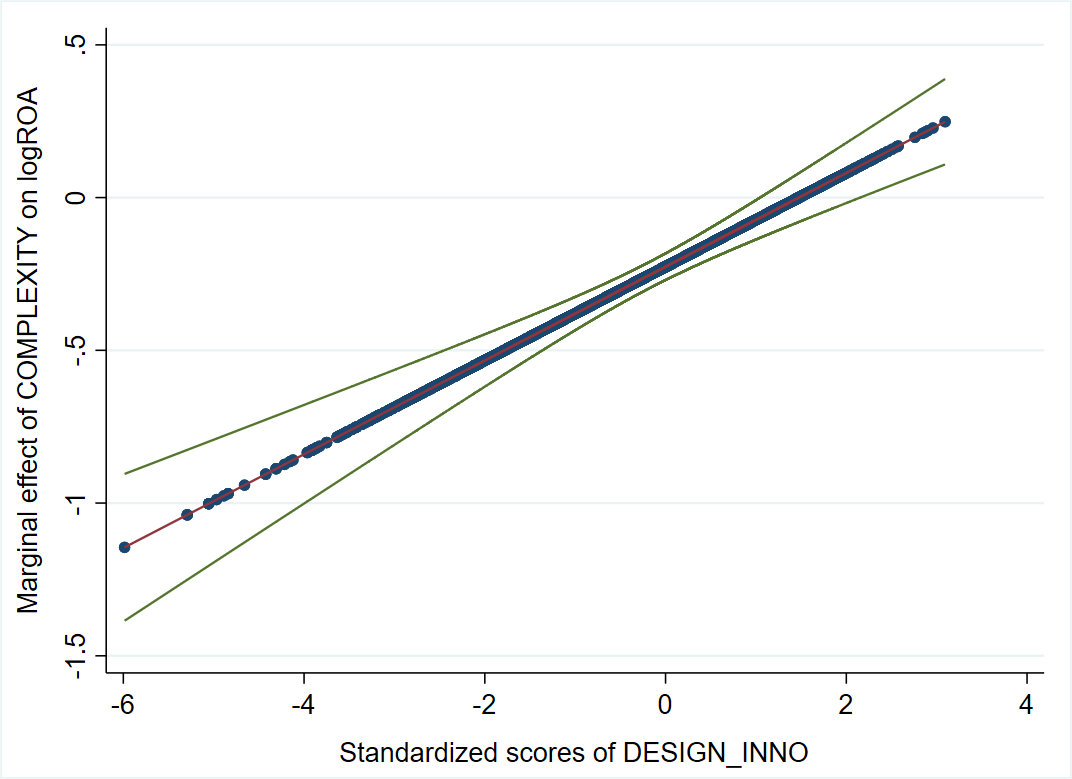 Marginal effect of COMPLEXITY on logROA
.5
0
-.5
-1
-1.5
-6 -4 -2 0 2 4
Standardized scores of DESIGN_INNO